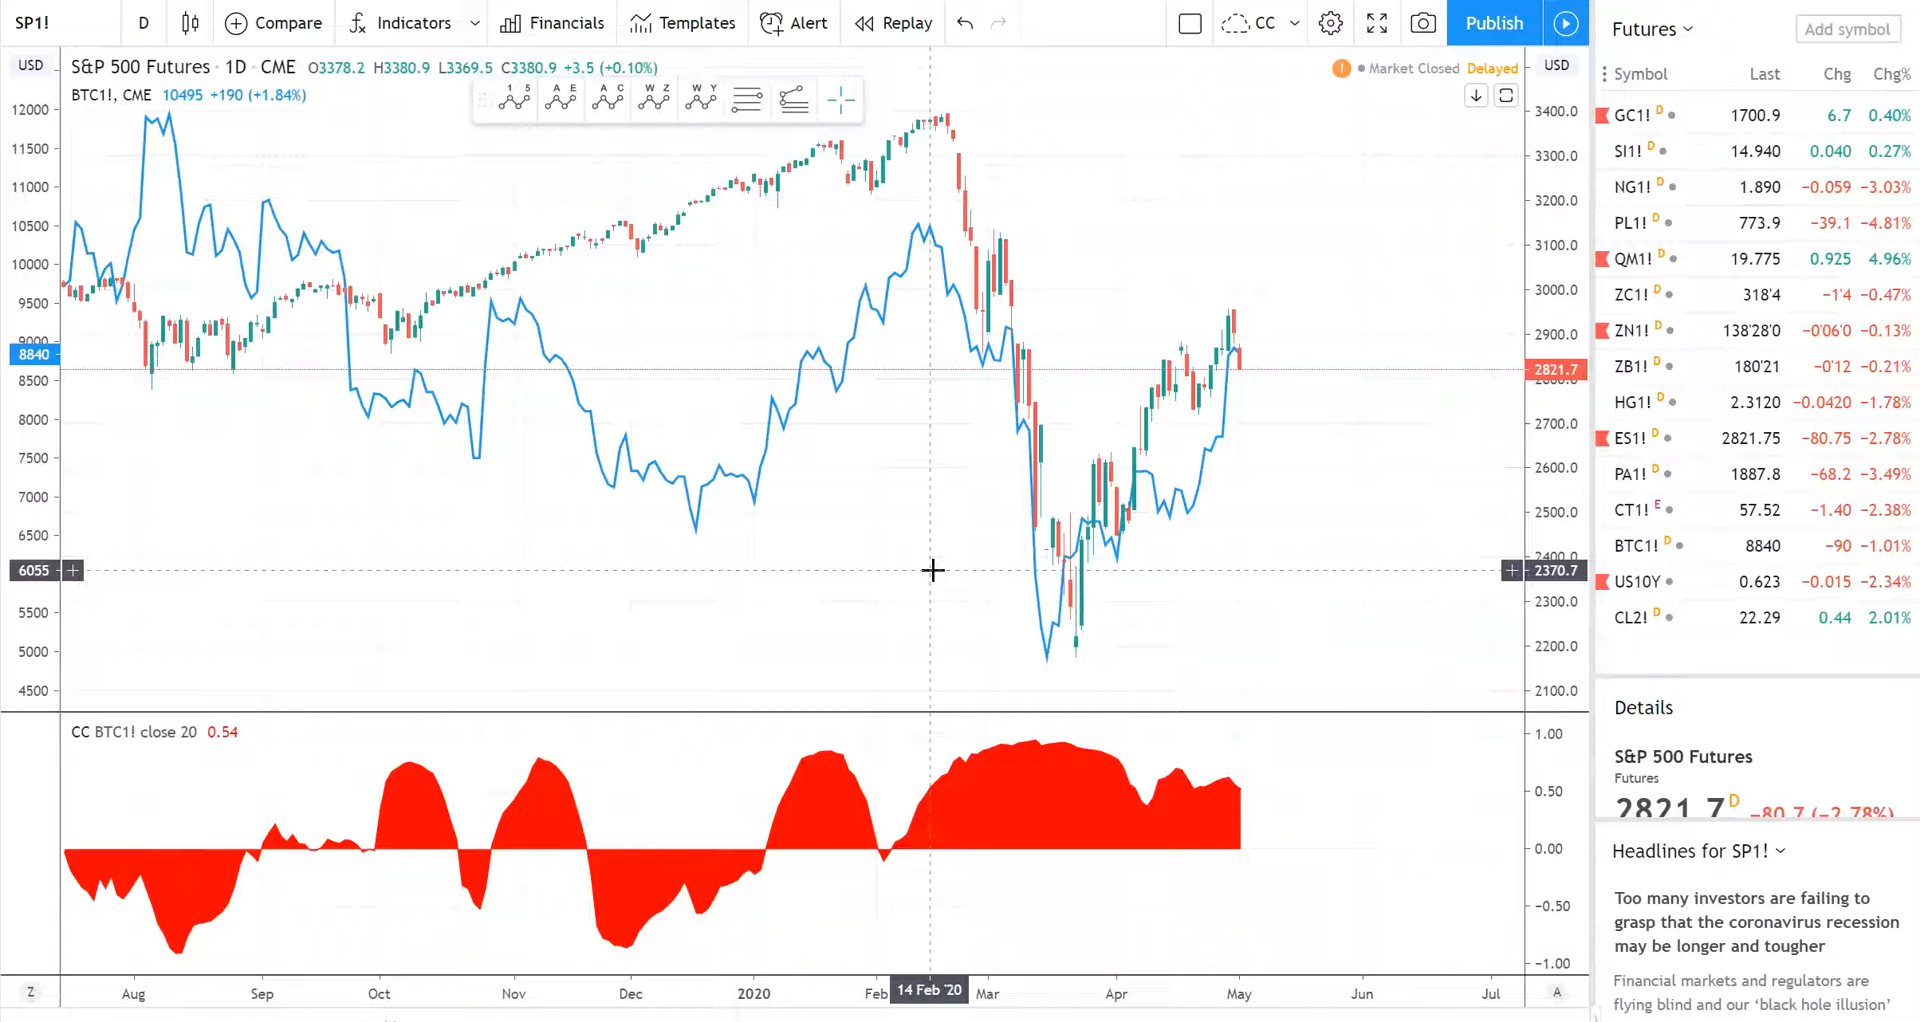 SP1! D Compare Indicators Financials Templates Alert Replay CC Publish
USD S&P 500 Futures · 1D · CME O3378.2 H3380.9 L3369.5 C3380.9 +3.5 (+0.10%) Market Closed Delayed USD
BTC1!, CME 10495 +190 (+1.84%)
1 5 A E A C W Z W Y
12000
11500
11000
10500
10000
9500
9000
8840
8500
8000
7500
7000
6500
6055
5500
5000
4500
3400.0
3300.0
3200.0
3100.0
3000.0
2900.0
2821.7
2800.0
2700.0
2600.0
2500.0
2400.0
2370.7
2300.0
2200.0
2100.0
CC BTC1! close 20 0.54
1.00
0.50
0.00
−0.50
−1.00
Z Aug Sep Oct Nov Dec 2020 Feb 14 Feb '20 Mar Apr May Jun Jul A
Futures Add symbol
Symbol Last Chg Chg%
GC1! D 1700.9 6.7 0.40%
SI1! D 14.940 0.040 0.27%
NG1! D 1.890 −0.059 −3.03%
PL1! D 773.9 −39.1 −4.81%
QM1! D 19.775 0.925 4.96%
ZC1! D 318'4 −1'4 −0.47%
ZN1! D 138'28'0 −0'06'0 −0.13%
ZB1! D 180'21 −0'12 −0.21%
HG1! D 2.3120 −0.0420 −1.78%
ES1! D 2821.75 −80.75 −2.78%
PA1! D 1887.8 −68.2 −3.49%
CT1! E 57.52 −1.40 −2.38%
BTC1! D 8840 −90 −1.01%
US10Y 0.623 −0.015 −2.34%
CL2! D 22.29 0.44 2.01%
Details
S&P 500 Futures
Futures
2821.7 D −80.7 (−2.78%)
Headlines for SP1!
Too many investors are failing to
grasp that the coronavirus recession
may be longer and tougher
Financial markets and regulators are
flying blind and our ‘black hole illusion’